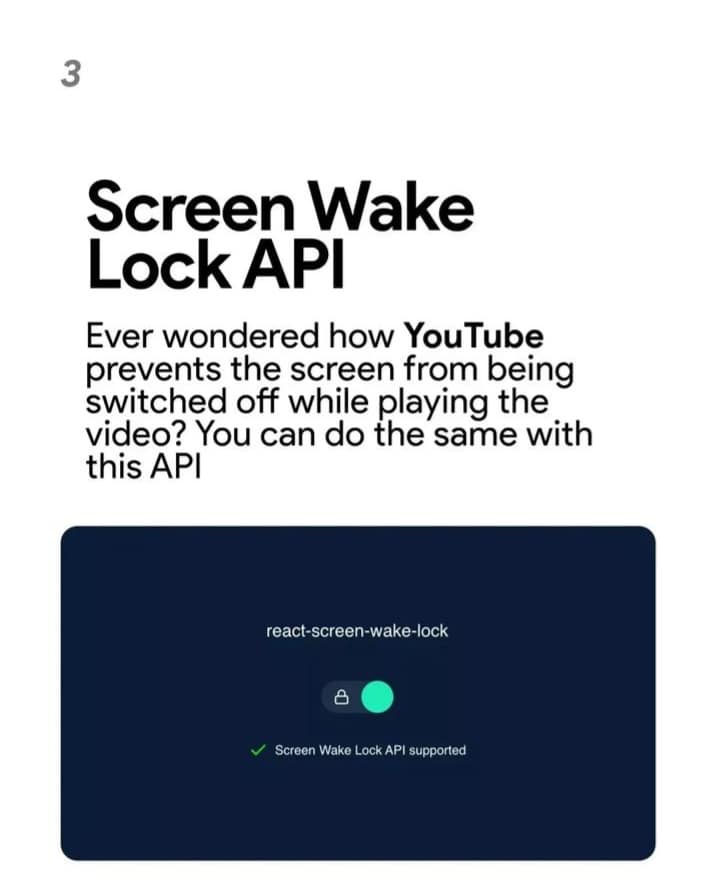 3
Screen Wake
Lock API
Ever wondered how YouTube
prevents the screen from being
switched off while playing the
video? You can do the same with
this API
react-screen-wake-lock
Screen Wake Lock API supported